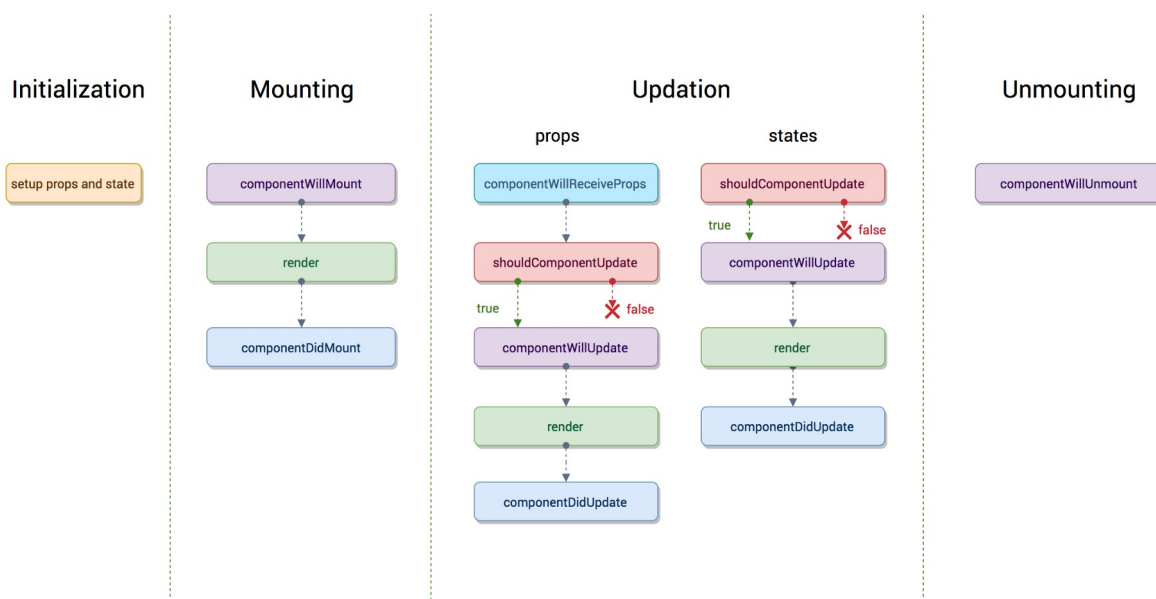 Initialization
setup props and state
Mounting
componentWillMount
render
componentDidMount
Updation
props
componentWillReceiveProps
shouldComponentUpdate
true
false
componentWillUpdate
render
componentDidUpdate
states
shouldComponentUpdate
true
false
componentWillUpdate
render
componentDidUpdate
Unmounting
componentWillUnmount